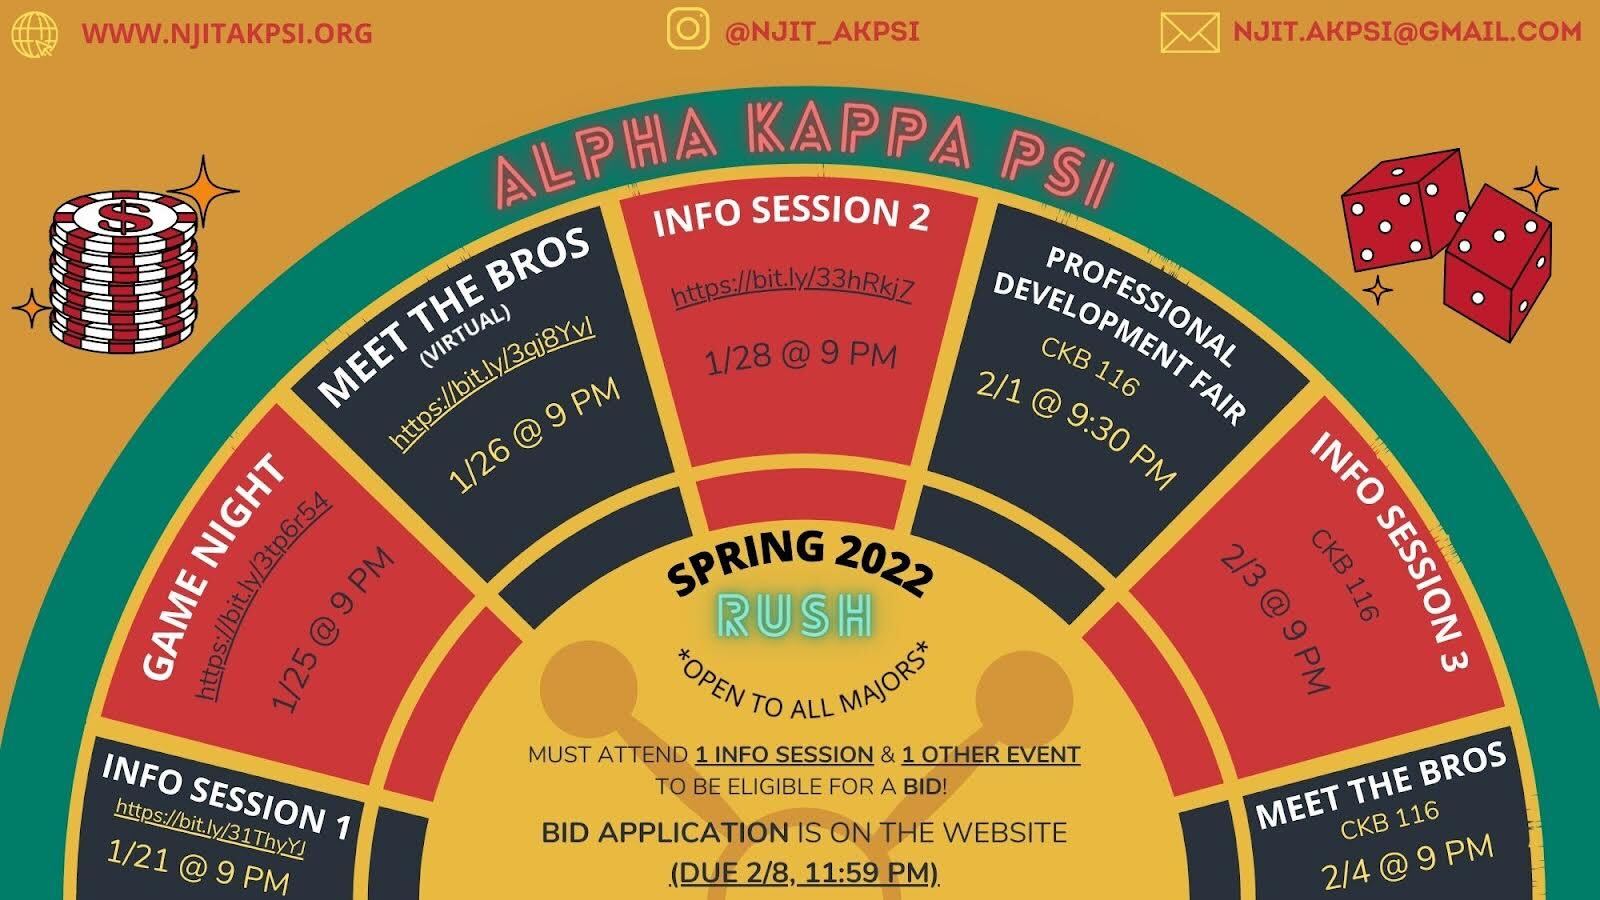 WWW.NJITAKPSI.ORG
@NJIT_AKPSI
NJIT.AKPSI@GMAIL.COM
ALPHA KAPPA PSI
$
INFO SESSION 1
https://bit.ly/31ThyYJ
1/21 @ 9 PM
GAME NIGHT
https://bit.ly/3tp6r54
1/25 @ 9 PM
MEET THE BROS
(VIRTUAL)
https://bit.ly/3qj8YvI
1/26 @ 9 PM
INFO SESSION 2
https://bit.ly/33hRkj7
1/28 @ 9 PM
PROFESSIONAL
DEVELOPMENT FAIR
CKB 116
2/1 @ 9:30 PM
INFO SESSION 3
CKB 116
2/3 @ 9 PM
MEET THE BROS
CKB 116
2/4 @ 9 PM
SPRING 2022
RUSH
*OPEN TO ALL MAJORS*
MUST ATTEND 1 INFO SESSION & 1 OTHER EVENT
TO BE ELIGIBLE FOR A BID!
BID APPLICATION IS ON THE WEBSITE
(DUE 2/8, 11:59 PM)